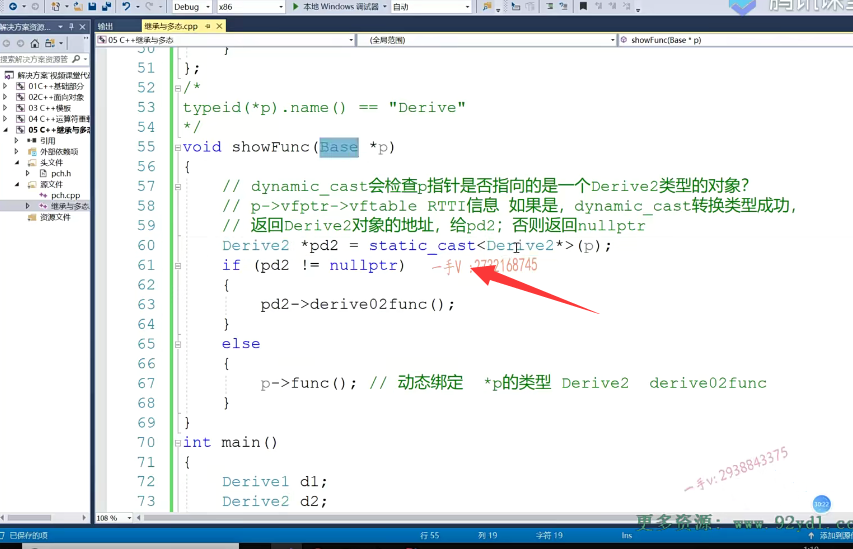 Debug
x86
本地 Windows 调试器
自动
解决方案资源...
输出
继承与多态.cpp
05 C++继承与多态
(全局范围)
showFunc(Base * p)
搜索解决方案资源管
解决方案"视频课堂代
01C++基础部分
02C++面向对象
03 C++模板
04 C++运算符重
05 C++继承与多态
引用
外部依赖项
头文件
pch.h
源文件
pch.cpp
继承与多态.
资源文件
50 }
51 };
52 /*
53 typeid(*p).name() == "Derive"
54 */
55 void showFunc(Base *p)
56 {
57 // dynamic_cast会检查p指针是否指向的是一个Derive2类型的对象?
58 // p->vfptr->vftable RTTI信息 如果是，dynamic_cast转换类型成功，
59 // 返回Derive2对象的地址，给pd2；否则返回nullptr
60 Derive2 *pd2 = static_cast<Derive2*>(p);
61 if (pd2 != nullptr)
62 {
63 pd2->derive02func();
64 }
65 else
66 {
67 p->func(); // 动态绑定 *p的类型 Derive2 derive02func
68 }
69 }
70 int main()
71 {
72 Derive1 d1;
73 Derive2 d2;
一手v: 2938843375
更多资源: www.92ydl.co
108 %
已保存的项
行 55
列 19
字符 19
Ins
添加到源代